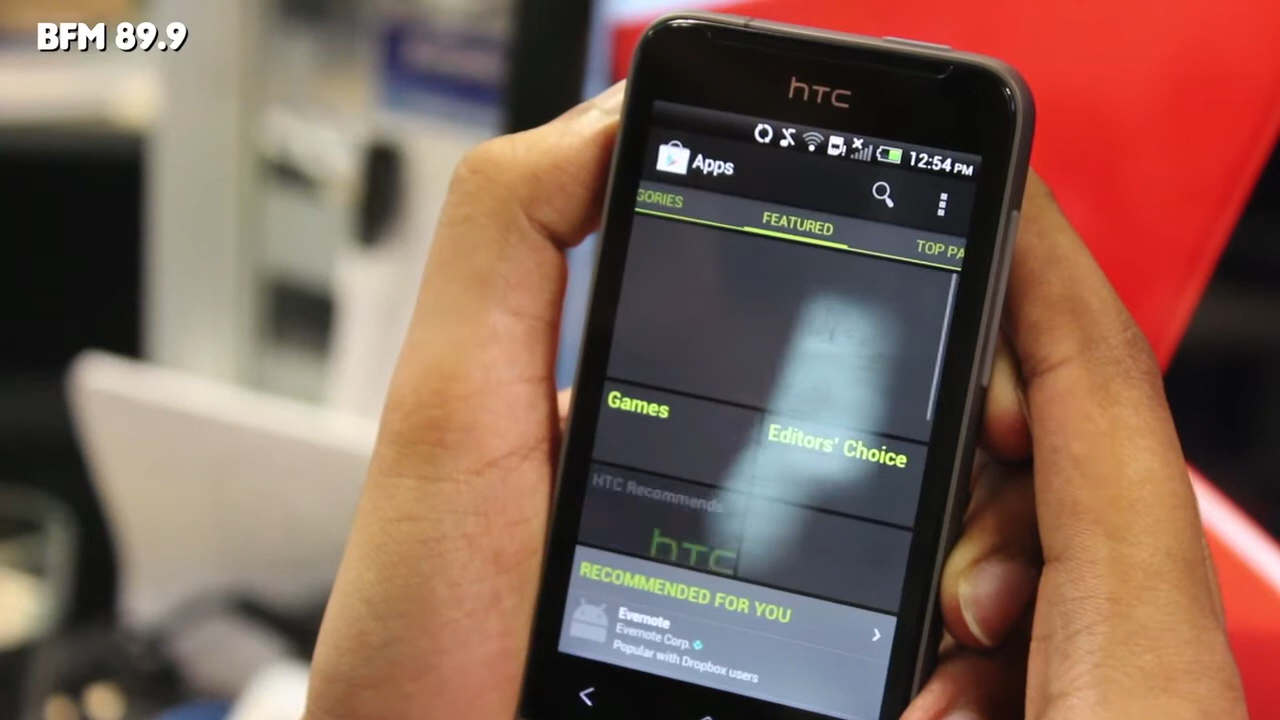 BFM 89.9
hTC
12:54 PM
Apps
GORIES
FEATURED
TOP PA
Games
Editors' Choice
HTC Recommends
hTC
RECOMMENDED FOR YOU
Evernote
Evernote Corp.
Popular with Dropbox users